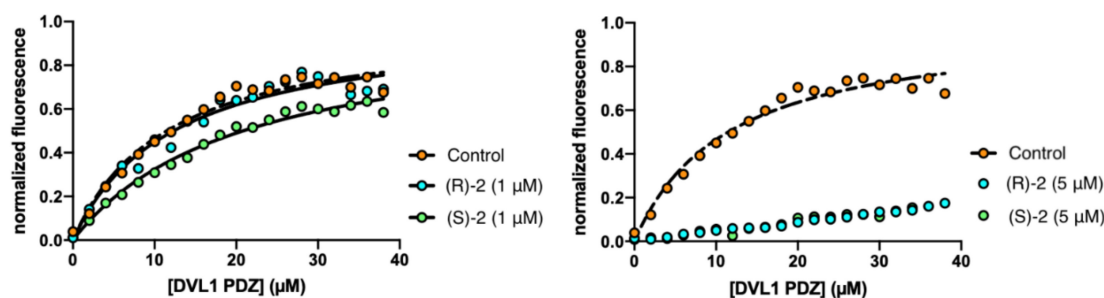 normalized fluorescence
1.0
0.8
0.6
0.4
0.2
0.0
0
10
20
30
40
[DVL1 PDZ] (μM)
Control
(R)-2 (1 μM)
(S)-2 (1 μM)
normalized fluorescence
1.0
0.8
0.6
0.4
0.2
0.0
0
10
20
30
40
[DVL1 PDZ] (μM)
Control
(R)-2 (5 μM)
(S)-2 (5 μM)